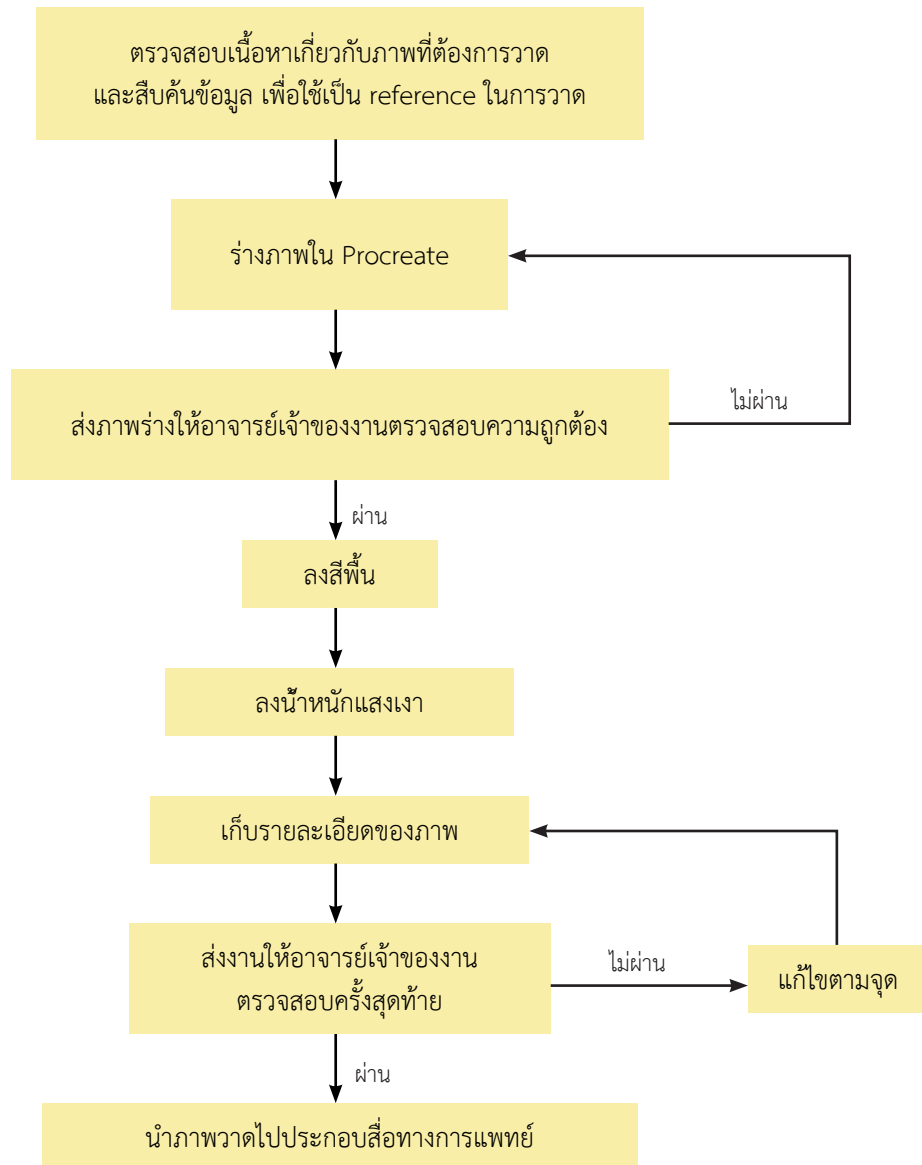 ตรวจสอบเนื้อหาเกี่ยวกับภาพที่ต้องการวาด
และสืบค้นข้อมูล เพื่อใช้เป็น reference ในการวาด
ร่างภาพใน Procreate
ไม่ผ่าน
ส่งภาพร่างให้อาจารย์เจ้าของงานตรวจสอบความถูกต้อง
ผ่าน
ลงสีพื้น
ลงน้ำหนักแสงเงา
เก็บรายละเอียดของภาพ
ส่งงานให้อาจารย์เจ้าของงาน
ตรวจสอบครั้งสุดท้าย
ไม่ผ่าน
แก้ไขตามจุด
ผ่าน
นำภาพวาดไปประกอบสื่อทางการแพทย์